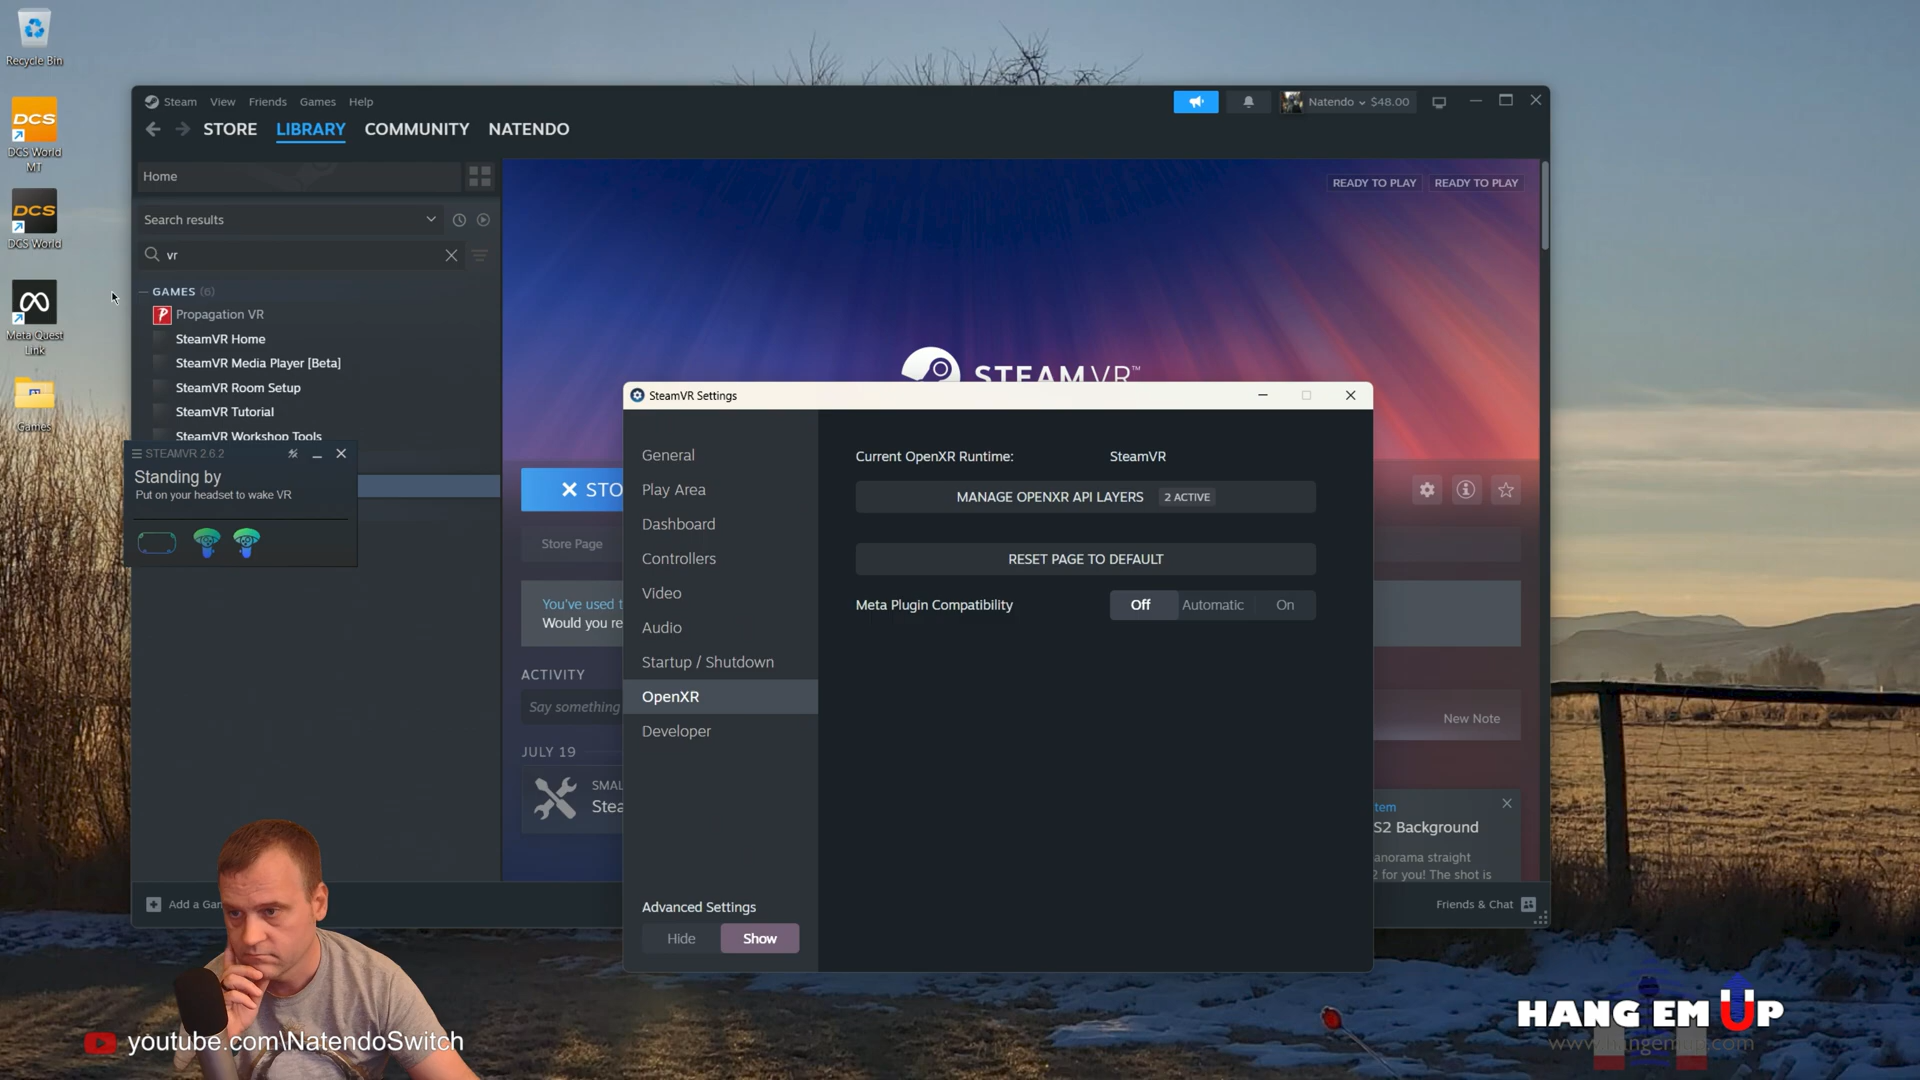 Recycle Bin
DCS
DCS World
MT
DCS
DCS World
Meta Quest
Link
Games
Steam View Friends Games Help
Natendo $48.00
STORE LIBRARY COMMUNITY NATENDO
Home
Search results
vr
GAMES (6)
Propagation VR
SteamVR Home
SteamVR Media Player [Beta]
SteamVR Room Setup
SteamVR Tutorial
SteamVR Workshop Tools
STEAMVR 2.6.2
Standing by
Put on your headset to wake VR
READY TO PLAY READY TO PLAY
STEAMVR™
STO
Store Page
You've used t
Would you re
ACTIVITY
Say something
JULY 19
SMAL
Stea
New Note
tem
S2 Background
anorama straight
2 for you! The shot is
Add a Gam
Friends & Chat
SteamVR Settings
General
Play Area
Dashboard
Controllers
Video
Audio
Startup / Shutdown
OpenXR
Developer
Advanced Settings
Hide Show
Current OpenXR Runtime: SteamVR
MANAGE OPENXR API LAYERS 2 ACTIVE
RESET PAGE TO DEFAULT
Meta Plugin Compatibility Off Automatic On
youtube.com\NatendoSwitch
HANG EM UP
www.hangemup.com